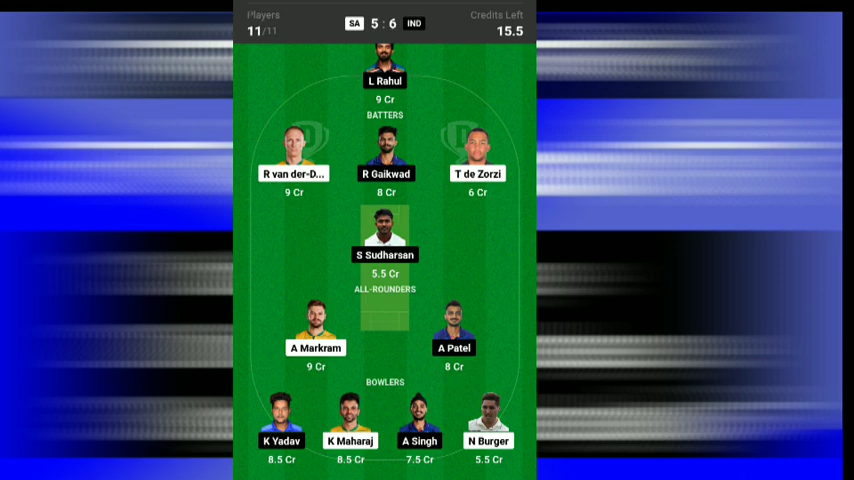 Players
Credits Left
11/11
SA 5 : 6 IND
15.5
L Rahul
9 Cr
BATTERS
R van der-D... R Gaikwad T de Zorzi
9 Cr 8 Cr 6 Cr
S Sudharsan
5.5 Cr
ALL-ROUNDERS
A Markram A Patel
9 Cr 8 Cr
BOWLERS
K Yadav K Maharaj A Singh N Burger
8.5 Cr 8.5 Cr 7.5 Cr 5.5 Cr